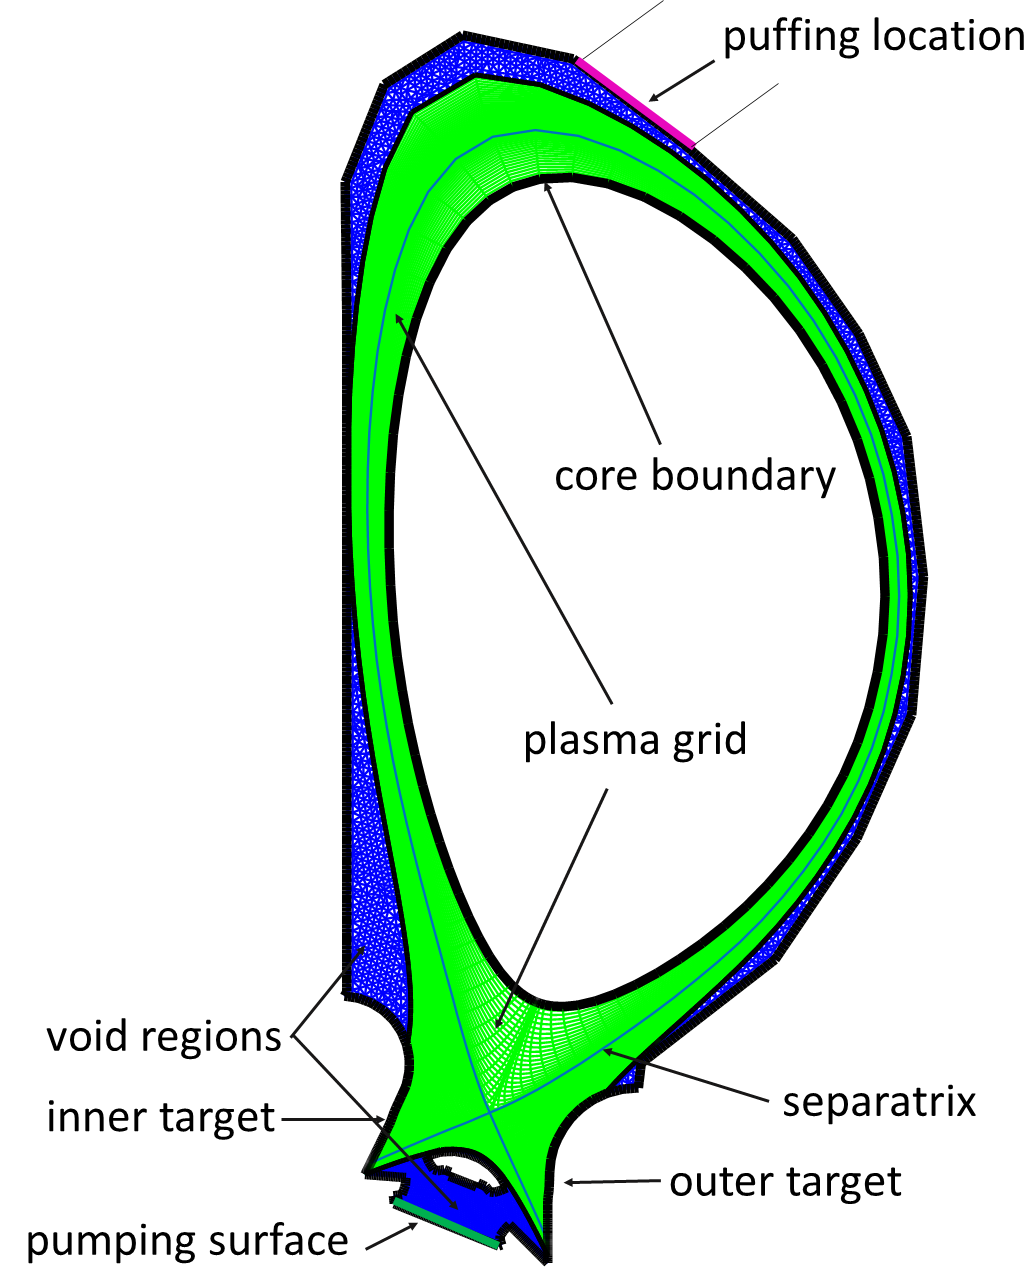 puffing location
core boundary
plasma grid
void regions
inner target
separatrix
outer target
pumping surface